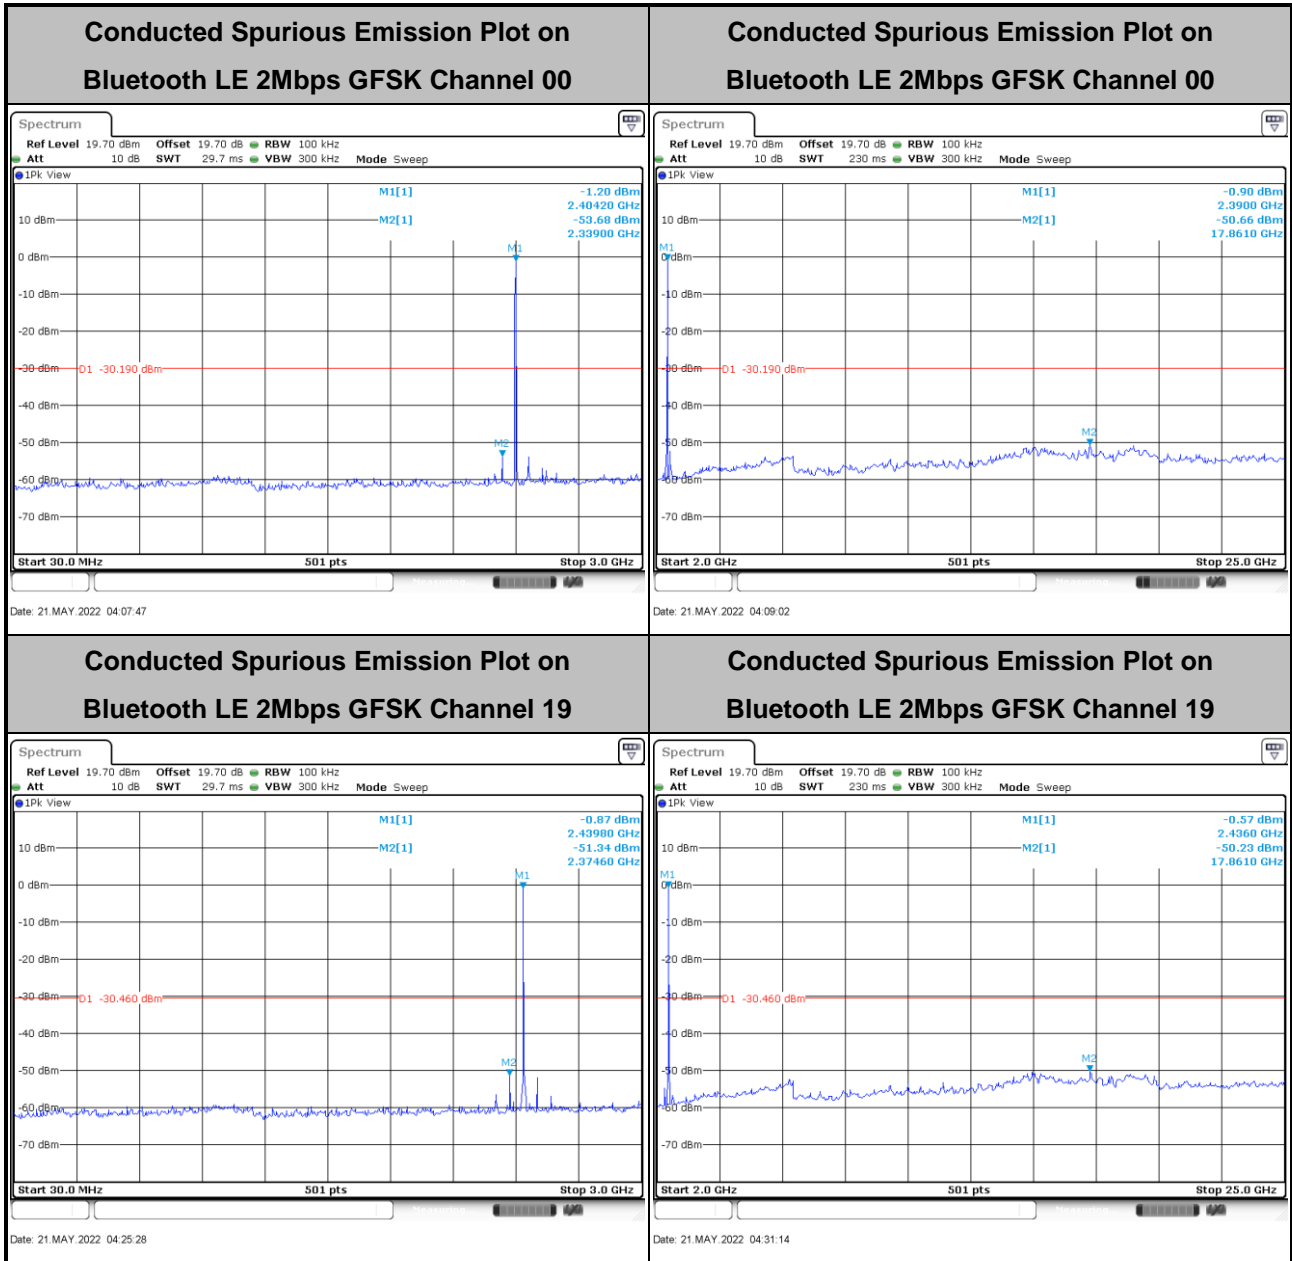 Conducted Spurious Emission Plot on
Bluetooth LE 2Mbps GFSK Channel 00
Spectrum
Ref Level 19.70 dBm Offset 19.70 dB RBW 100 kHz
Att 10 dB SWT 29.7 ms VBW 300 kHz Mode Sweep
1Pk View
M1[1] -1.20 dBm
2.40420 GHz
10 dBm M2[1] -53.68 dBm
2.33900 GHz
M1
0 dBm
-10 dBm
-20 dBm
-30 dBm D1 -30.190 dBm
-40 dBm
-50 dBm M2
-60 dBm
-70 dBm
Start 30.0 MHz 501 pts Stop 3.0 GHz
Measuring
Date: 21.MAY.2022 04:07:47
Conducted Spurious Emission Plot on
Bluetooth LE 2Mbps GFSK Channel 00
Spectrum
Ref Level 19.70 dBm Offset 19.70 dB RBW 100 kHz
Att 10 dB SWT 230 ms VBW 300 kHz Mode Sweep
1Pk View
M1[1] -0.90 dBm
2.3900 GHz
10 dBm M2[1] -50.66 dBm
17.8610 GHz
M1
0 dBm
-10 dBm
-20 dBm
-30 dBm D1 -30.190 dBm
-40 dBm
M2
-50 dBm
-60 dBm
-70 dBm
Start 2.0 GHz 501 pts Stop 25.0 GHz
Measuring
Date: 21.MAY.2022 04:09:02
Conducted Spurious Emission Plot on
Bluetooth LE 2Mbps GFSK Channel 19
Spectrum
Ref Level 19.70 dBm Offset 19.70 dB RBW 100 kHz
Att 10 dB SWT 29.7 ms VBW 300 kHz Mode Sweep
1Pk View
M1[1] -0.87 dBm
2.43980 GHz
10 dBm M2[1] -51.34 dBm
2.37460 GHz
M1
0 dBm
-10 dBm
-20 dBm
-30 dBm D1 -30.460 dBm
-40 dBm
M2
-50 dBm
-60 dBm
-70 dBm
Start 30.0 MHz 501 pts Stop 3.0 GHz
Measuring
Date: 21.MAY.2022 04:25:28
Conducted Spurious Emission Plot on
Bluetooth LE 2Mbps GFSK Channel 19
Spectrum
Ref Level 19.70 dBm Offset 19.70 dB RBW 100 kHz
Att 10 dB SWT 230 ms VBW 300 kHz Mode Sweep
1Pk View
M1[1] -0.57 dBm
2.4360 GHz
10 dBm M2[1] -50.23 dBm
17.8610 GHz
M1
0 dBm
-10 dBm
-20 dBm
-30 dBm D1 -30.460 dBm
-40 dBm
M2
-50 dBm
-60 dBm
-70 dBm
Start 2.0 GHz 501 pts Stop 25.0 GHz
Measuring
Date: 21.MAY.2022 04:31:14